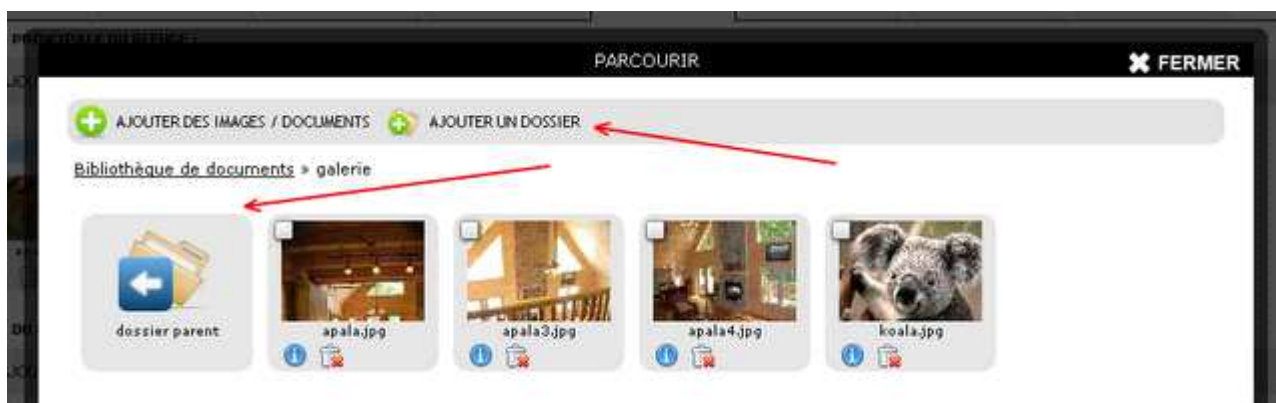 PARCOURIR
FERMER
AJOUTER DES IMAGES / DOCUMENTS AJOUTER UN DOSSIER
Bibliothèque de documents » galerie
dossier parent apala.jpg apala3.jpg apala4.jpg koala.jpg